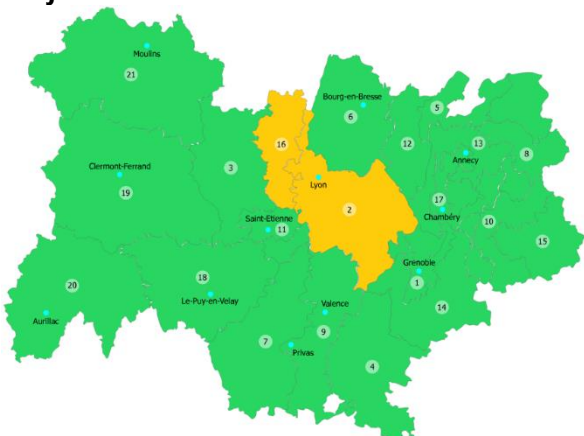 Moulins
21
Bourg-en-Bresse
6
5
16
12
13
Annecy
8
3
Clermont-Ferrand
19
Lyon
17
2
Chambéry
10
Saint-Etienne
11
15
Grenoble
1
18
20
Le-Puy-en-Velay
14
Valence
Aurillac
9
7
Privas
4